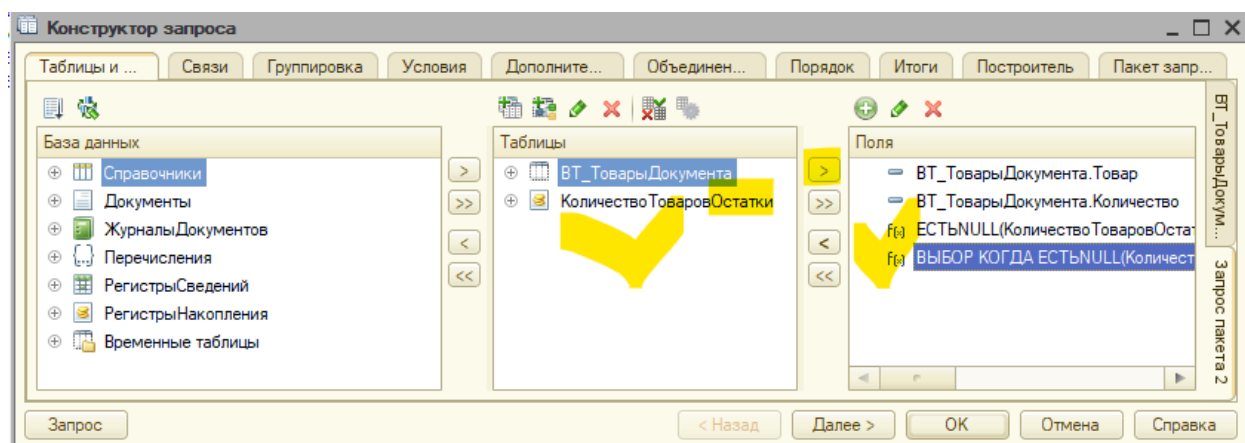 Конструктор запроса
Таблицы и ... Связи Группировка Условия Дополните... Объединен... Порядок Итоги Построитель Пакет запр...
База данных
Справочники
Документы
ЖурналыДокументов
Перечисления
РегистрыСведений
РегистрыНакопления
Временные таблицы
> >> < <<
Таблицы
ВТ_ТоварыДокумента
КоличествоТоваровОстатки
> >> < <<
Поля
ВТ_ТоварыДокумента.Товар
ВТ_ТоварыДокумента.Количество
f(x) ЕСТЬNULL(КоличествоТоваровОстат
f(x) ВЫБОР КОГДА ЕСТЬNULL(Количест
ВТ_ТоварыДокум...
Запрос пакета 2
Запрос < Назад Далее > OK Отмена Справка